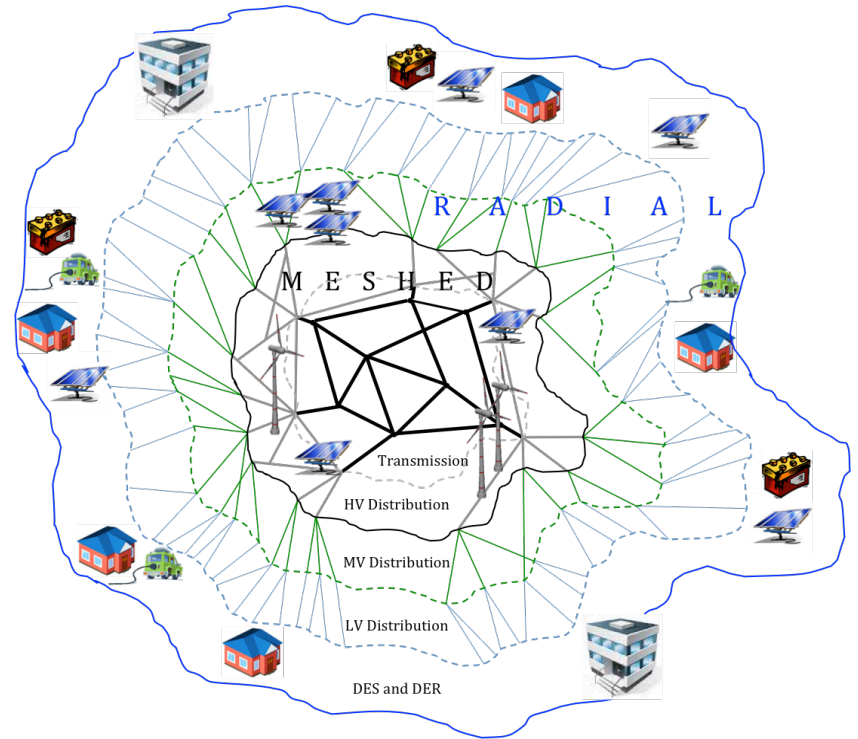 R A D I A L
M E S H E D
Transmission
HV Distribution
MV Distribution
LV Distribution
DES and DER